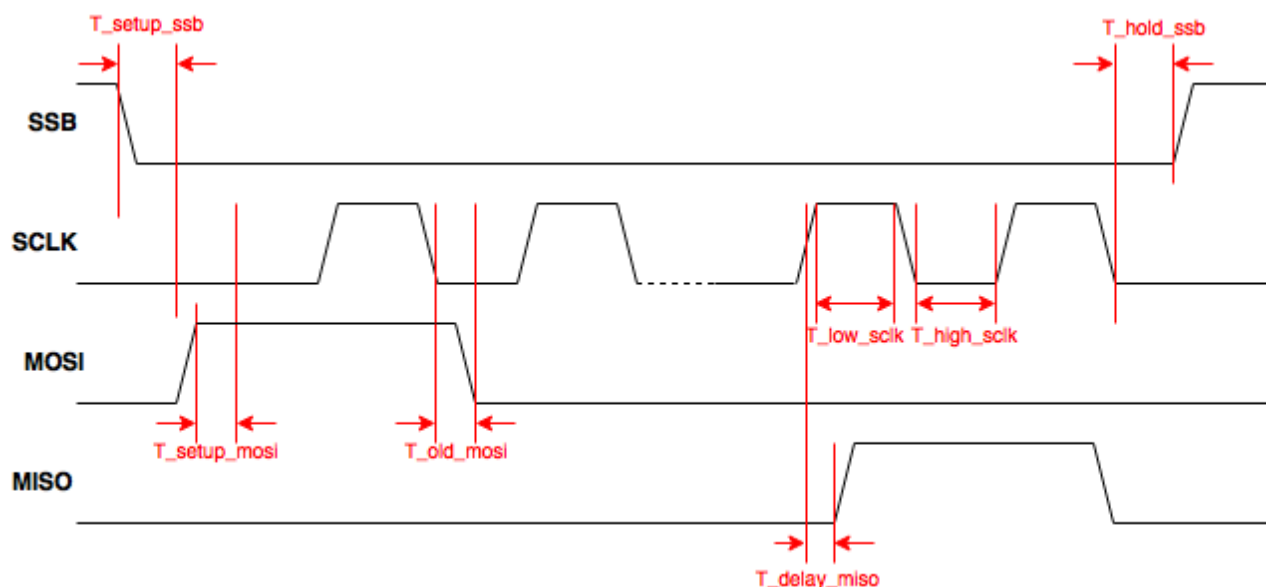 T_setup_ssb
T_hold_ssb
SSB
SCLK
T_low_sclk
T_high_sclk
MOSI
T_setup_mosi
T_old_mosi
MISO
T_delay_miso